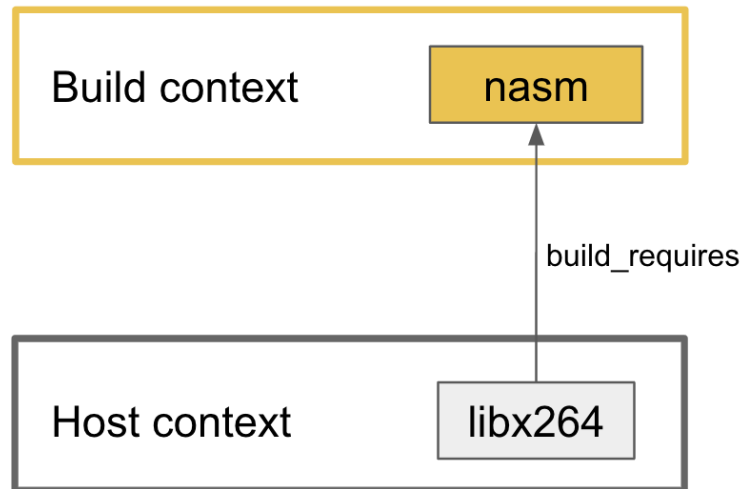 Build context
nasm
build_requires
Host context
libx264